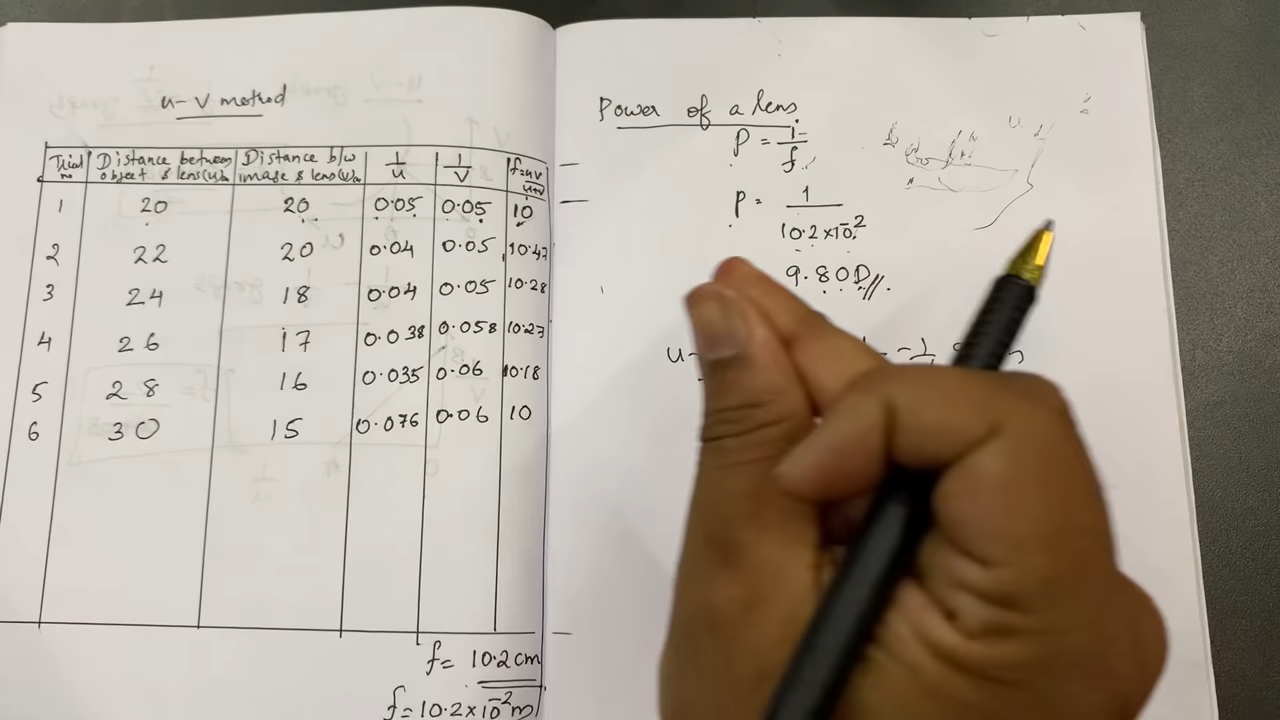 u-v method
Trial no
Distance between object & lens(u)
Distance b/w image & lens(v)
1/u
1/v
f=uv/u+v
1 20 20 0.05 0.05 10
2 22 20 0.04 0.05 10.47
3 24 18 0.04 0.05 10.28
4 26 17 0.038 0.058 10.27
5 28 16 0.035 0.06 10.18
6 30 15 0.076 0.06 10
f= 10.2cm
f=10.2×10⁻²m
Power of a lens
P= 1/f
P= 1/10.2×10⁻²
9.80D//.
u-